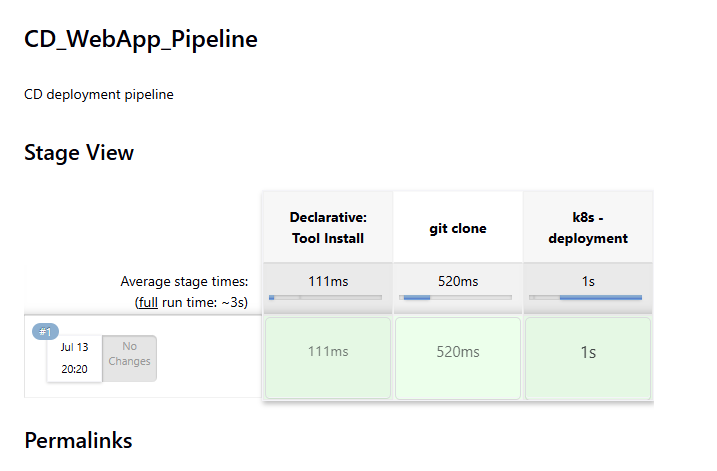 CD_WebApp_Pipeline
CD deployment pipeline
Stage View
Declarative:
Tool Install
git clone
k8s -
deployment
Average stage times:
(full run time: ~3s)
111ms
520ms
1s
#1
Jul 13
20:20
No
Changes
111ms
520ms
1s
Permalinks